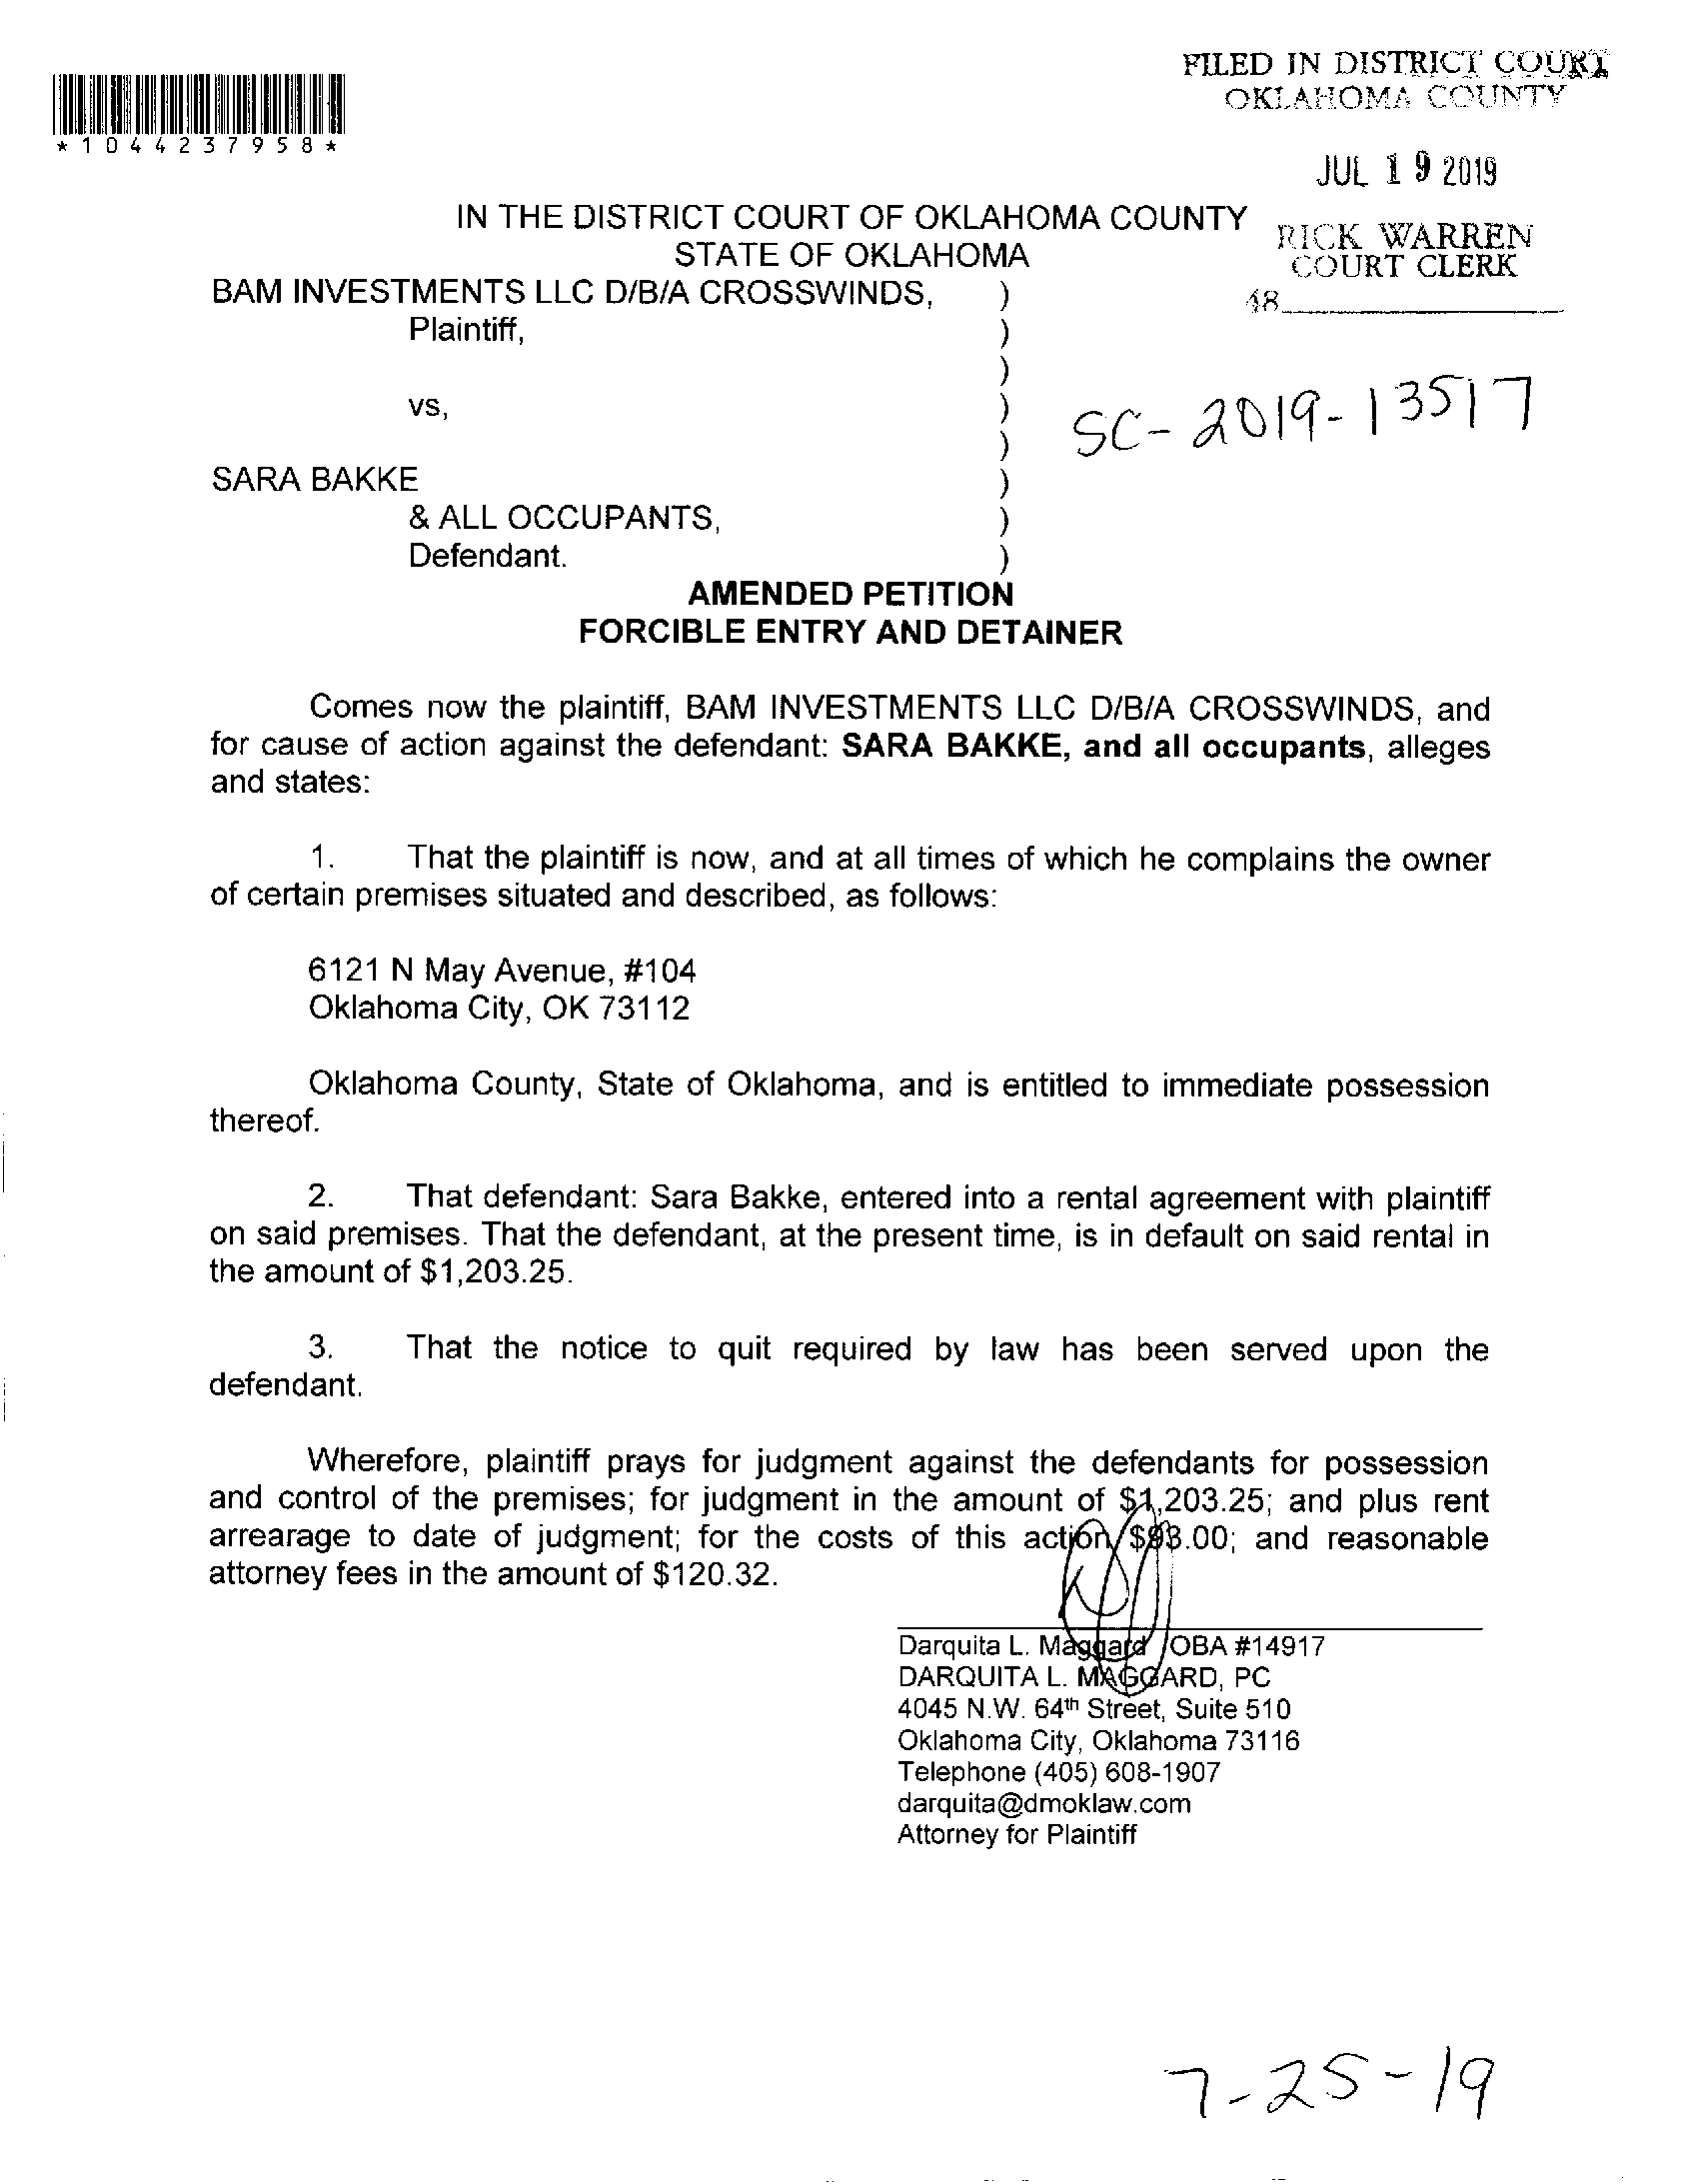 FILED IN DISTRICT COURT
OKLAHOMA COUNTY
*1044237958*
JUL 19 2019
IN THE DISTRICT COURT OF OKLAHOMA COUNTY
STATE OF OKLAHOMA
RICK WARREN
COURT CLERK
48
BAM INVESTMENTS LLC D/B/A CROSSWINDS, )
Plaintiff, )
)
vs, )
SC-2019-13517
)
SARA BAKKE )
& ALL OCCUPANTS, )
Defendant. )
AMENDED PETITION
FORCIBLE ENTRY AND DETAINER
Comes now the plaintiff, BAM INVESTMENTS LLC D/B/A CROSSWINDS, and
for cause of action against the defendant: SARA BAKKE, and all occupants, alleges
and states:
1. That the plaintiff is now, and at all times of which he complains the owner
of certain premises situated and described, as follows:
6121 N May Avenue, #104
Oklahoma City, OK 73112
Oklahoma County, State of Oklahoma, and is entitled to immediate possession
thereof.
2. That defendant: Sara Bakke, entered into a rental agreement with plaintiff
on said premises. That the defendant, at the present time, is in default on said rental in
the amount of $1,203.25.
3. That the notice to quit required by law has been served upon the
defendant.
Wherefore, plaintiff prays for judgment against the defendants for possession
and control of the premises; for judgment in the amount of $1,203.25; and plus rent
arrearage to date of judgment; for the costs of this action $93.00; and reasonable
attorney fees in the amount of $120.32.
Darquita L. Maggard OBA #14917
DARQUITA L. MAGGARD, PC
4045 N.W. 64th Street, Suite 510
Oklahoma City, Oklahoma 73116
Telephone (405) 608-1907
darquita@dmoklaw.com
Attorney for Plaintiff
7-25-19